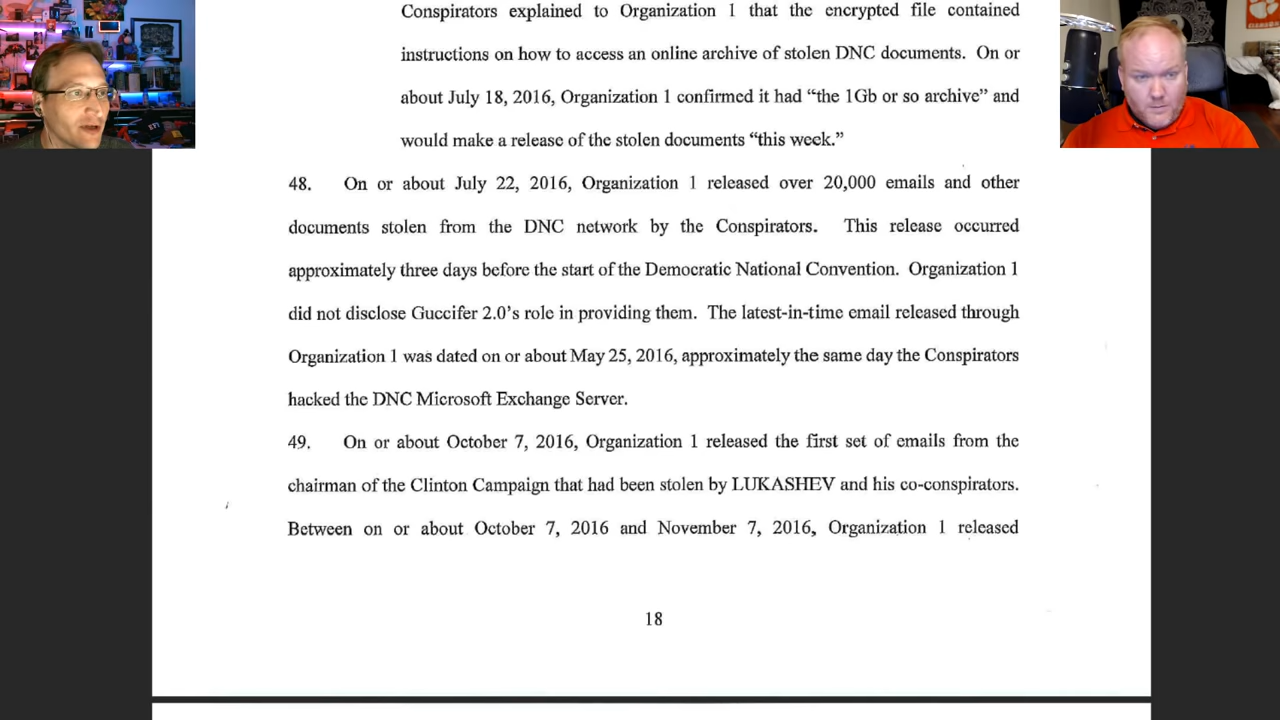 Conspirators explained to Organization 1 that the encrypted file contained
instructions on how to access an online archive of stolen DNC documents. On or
about July 18, 2016, Organization 1 confirmed it had “the 1Gb or so archive” and
would make a release of the stolen documents “this week.”
48. On or about July 22, 2016, Organization 1 released over 20,000 emails and other
documents stolen from the DNC network by the Conspirators. This release occurred
approximately three days before the start of the Democratic National Convention. Organization 1
did not disclose Guccifer 2.0’s role in providing them. The latest-in-time email released through
Organization 1 was dated on or about May 25, 2016, approximately the same day the Conspirators
hacked the DNC Microsoft Exchange Server.
49. On or about October 7, 2016, Organization 1 released the first set of emails from the
chairman of the Clinton Campaign that had been stolen by LUKASHEV and his co-conspirators.
Between on or about October 7, 2016 and November 7, 2016, Organization 1 released
18